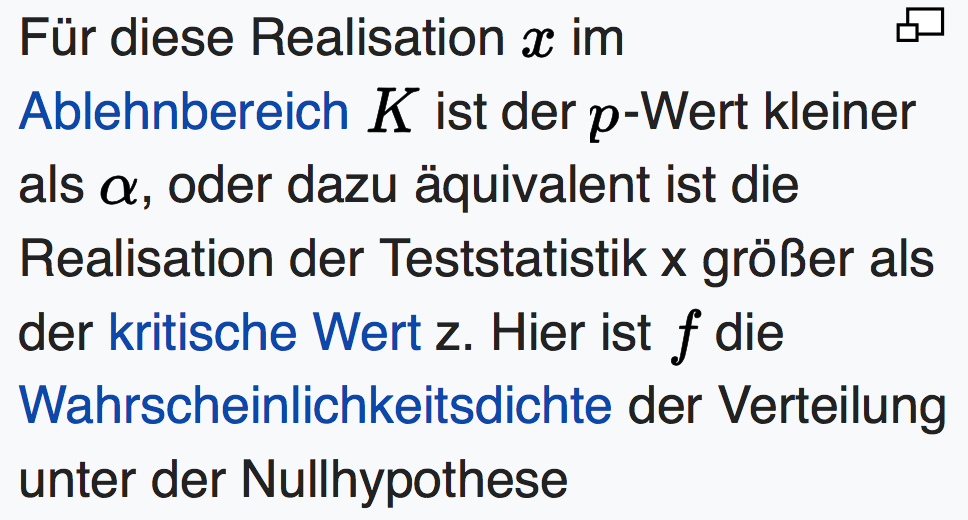 Für diese Realisation x im
Ablehnbereich K ist der p-Wert kleiner
als α, oder dazu äquivalent ist die
Realisation der Teststatistik x größer als
der kritische Wert z. Hier ist f die
Wahrscheinlichkeitsdichte der Verteilung
unter der Nullhypothese